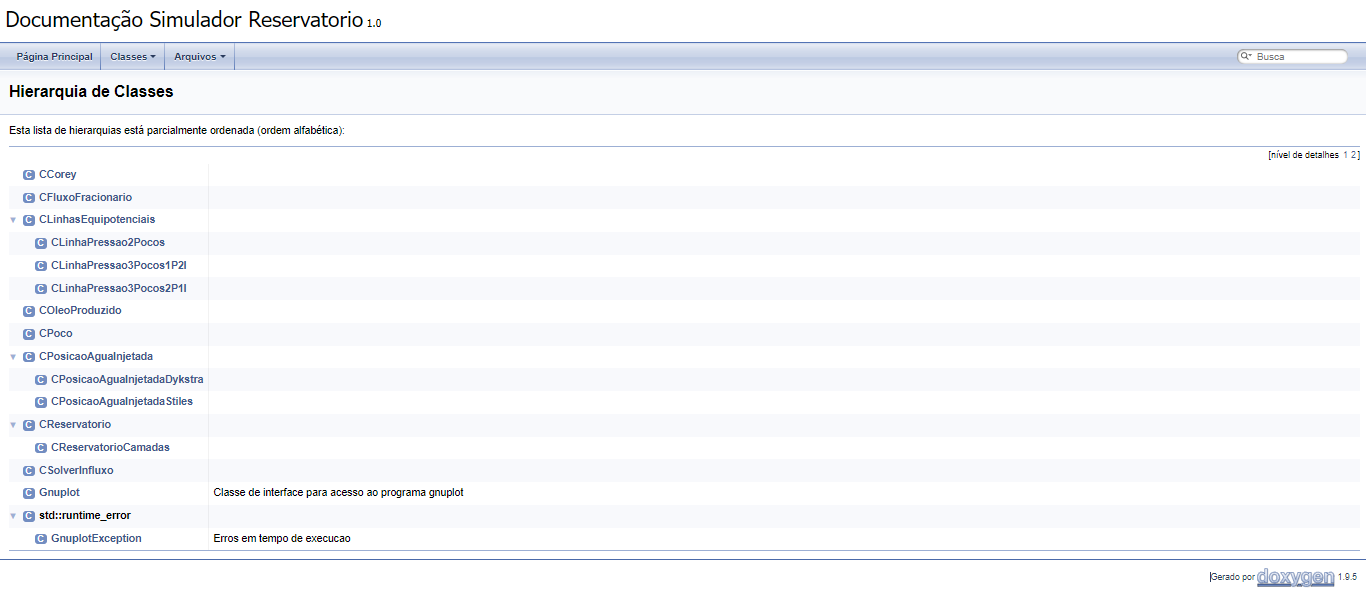 Documentação Simulador Reservatorio 1.0
Página Principal Classes Arquivos Busca
Hierarquia de Classes
Esta lista de hierarquias está parcialmente ordenada (ordem alfabética):
[nível de detalhes 1 2]
C CCorey
C CFluxoFracionario
C CLinhasEquipotenciais
C CLinhaPressao2Pocos
C CLinhaPressao3Pocos1P2I
C CLinhaPressao3Pocos2P1I
C COleoProduzido
C CPoco
C CPosicaoAguaInjetada
C CPosicaoAguaInjetadaDykstra
C CPosicaoAguaInjetadaStiles
C CReservatorio
C CReservatorioCamadas
C CSolverInfluxo
C Gnuplot Classe de interface para acesso ao programa gnuplot
C std::runtime_error
C GnuplotException Erros em tempo de execucao
Gerado por doxygen 1.9.5